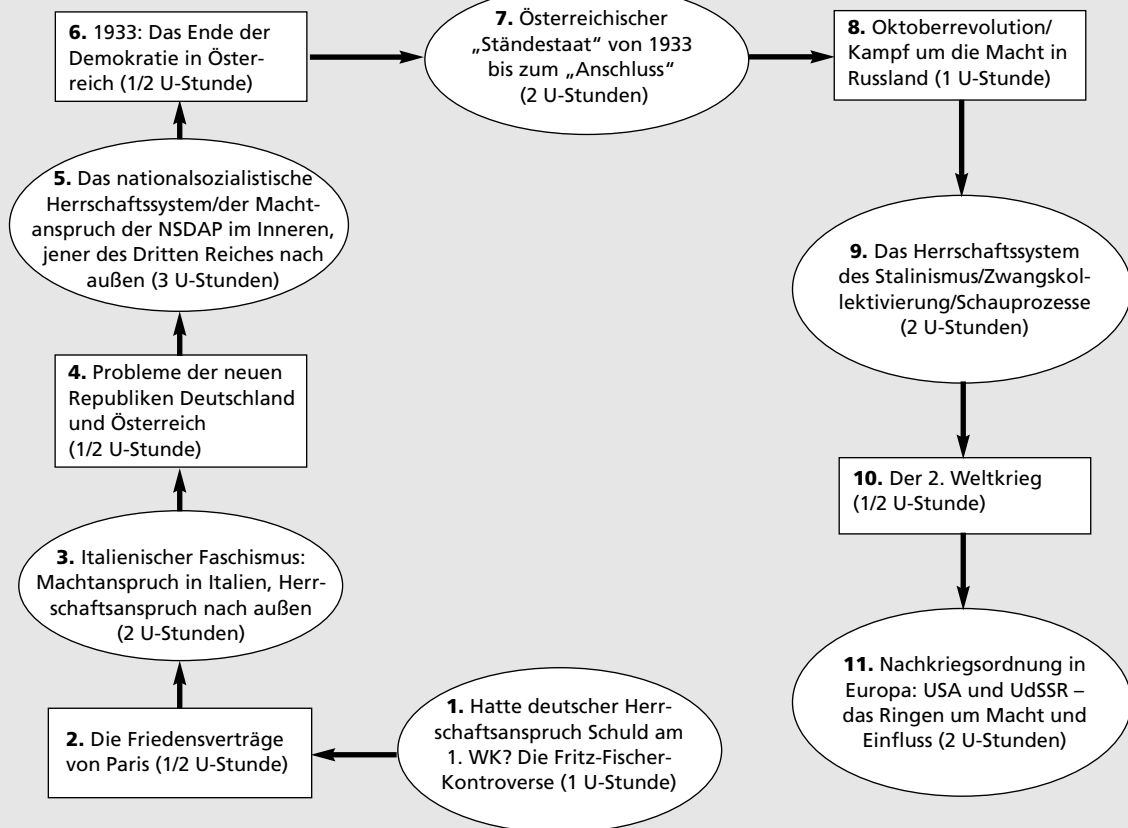 6. 1933: Das Ende der
Demokratie in Öster-
reich (1/2 U-Stunde)
7. Österreichischer
„Ständestaat“ von 1933
bis zum „Anschluss“
(2 U-Stunden)
8. Oktoberrevolution/
Kampf um die Macht in
Russland (1 U-Stunde)
5. Das nationalsozialistische
Herrschaftssystem/der Macht-
anspruch der NSDAP im Inneren,
jener des Dritten Reiches nach
außen (3 U-Stunden)
9. Das Herrschaftssystem
des Stalinismus/Zwangskol-
lektivierung/Schauprozesse
(2 U-Stunden)
4. Probleme der neuen
Republiken Deutschland
und Österreich
(1/2 U-Stunde)
10. Der 2. Weltkrieg
(1/2 U-Stunde)
3. Italienischer Faschismus:
Machtanspruch in Italien, Herr-
schaftsanspruch nach außen
(2 U-Stunden)
11. Nachkriegsordnung in
Europa: USA und UdSSR –
das Ringen um Macht und
Einfluss (2 U-Stunden)
2. Die Friedensverträge
von Paris (1/2 U-Stunde)
1. Hatte deutscher Herr-
schaftsanspruch Schuld am
1. WK? Die Fritz-Fischer-
Kontroverse (1 U-Stunde)